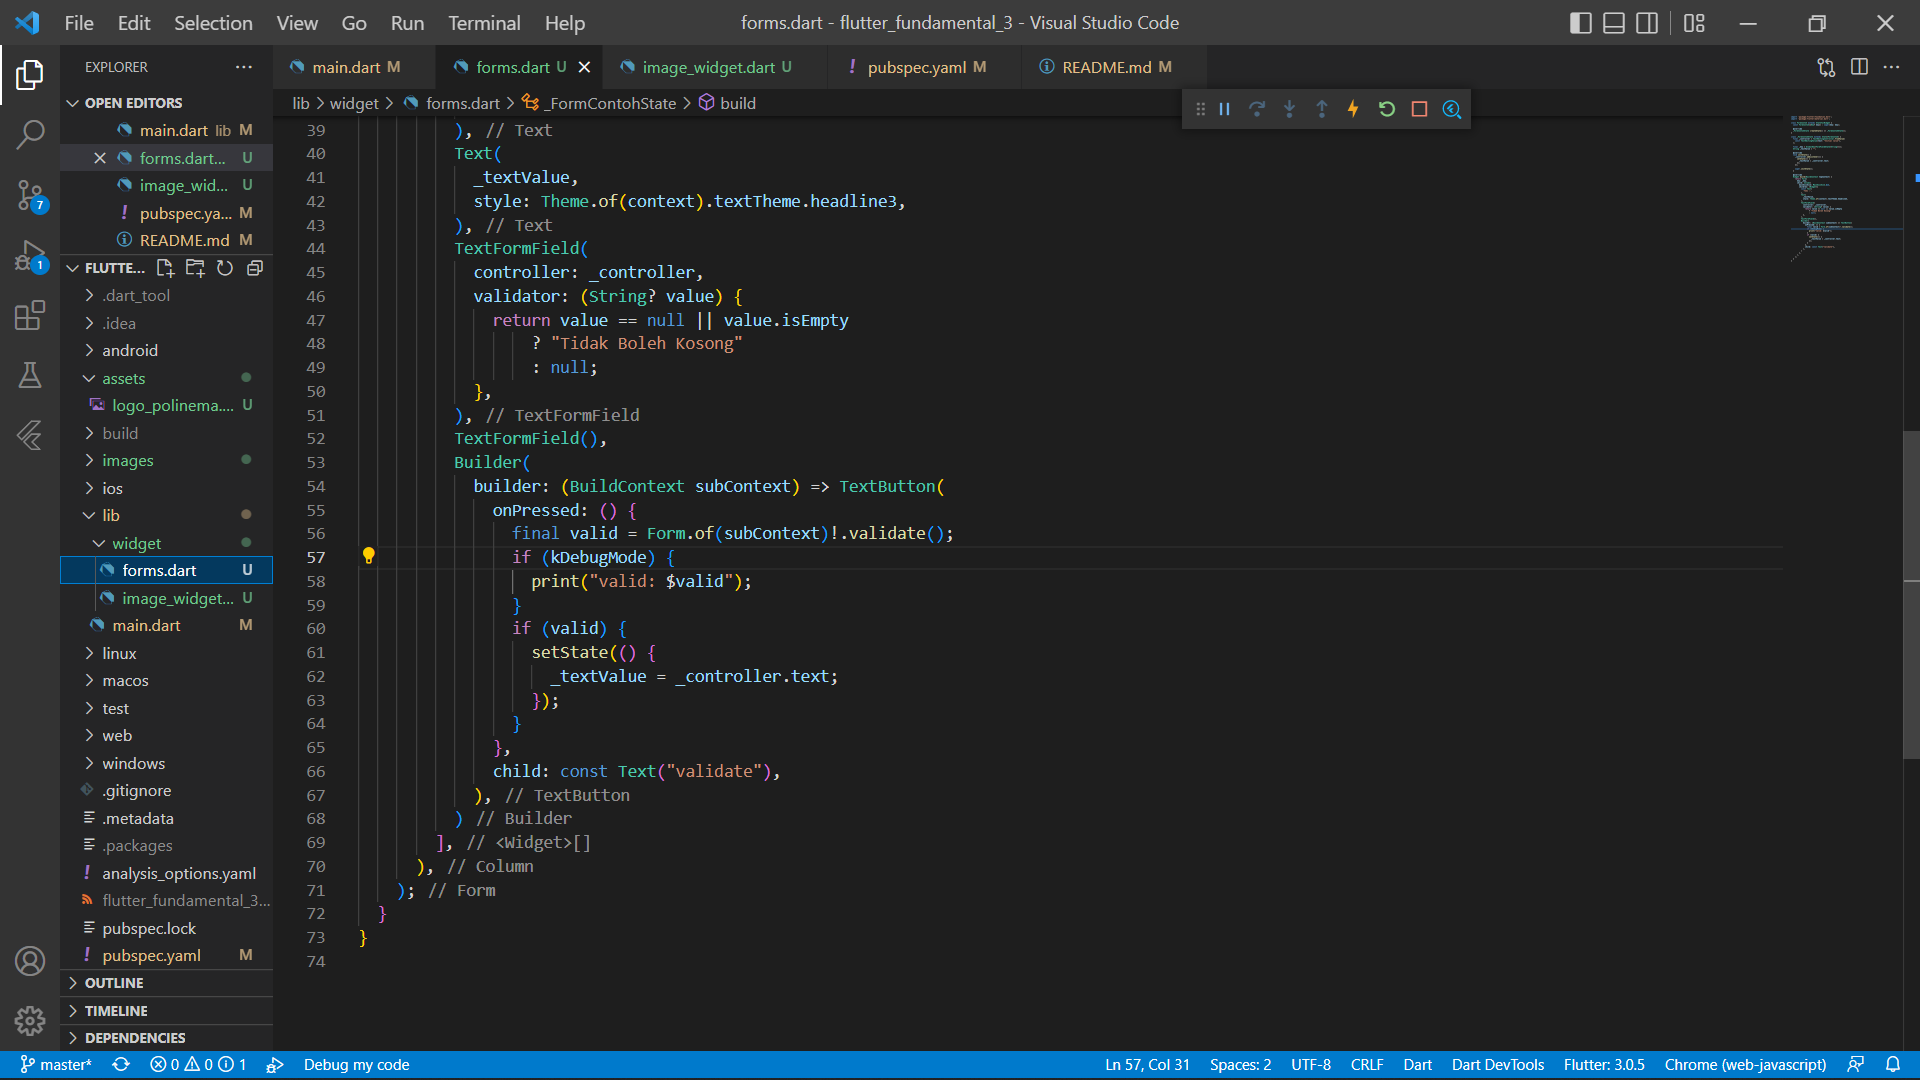 File Edit Selection View Go Run Terminal Help
forms.dart - flutter_fundamental_3 - Visual Studio Code
EXPLORER
main.dart M
forms.dart U
image_widget.dart U
! pubspec.yaml M
README.md M
lib > widget > forms.dart > _FormContohState > build
OPEN EDITORS
main.dart lib M
forms.dart... U
image_wid... U
! pubspec.ya... M
README.md M
FLUTTE...
.dart_tool
.idea
android
assets
logo_polinema.... U
build
images
ios
lib
widget
forms.dart U
image_widget... U
main.dart M
linux
macos
test
web
windows
.gitignore
.metadata
.packages
! analysis_options.yaml
flutter_fundamental_3...
pubspec.lock
! pubspec.yaml M
OUTLINE
TIMELINE
DEPENDENCIES
7
1
39 ), // Text
40 Text(
41 _textValue,
42 style: Theme.of(context).textTheme.headline3,
43 ), // Text
44 TextFormField(
45 controller: _controller,
46 validator: (String? value) {
47 return value == null || value.isEmpty
48 ? "Tidak Boleh Kosong"
49 : null;
50 },
51 ), // TextFormField
52 TextFormField(),
53 Builder(
54 builder: (BuildContext subContext) => TextButton(
55 onPressed: () {
56 final valid = Form.of(subContext)!.validate();
57 if (kDebugMode) {
58 print("valid: $valid");
59 }
60 if (valid) {
61 setState(() {
62 _textValue = _controller.text;
63 });
64 }
65 },
66 child: const Text("validate"),
67 ), // TextButton
68 ) // Builder
69 ], // <Widget>[]
70 ), // Column
71 ); // Form
72 }
73 }
74
master* 0 0 1 Debug my code
Ln 57, Col 31 Spaces: 2 UTF-8 CRLF Dart Dart DevTools Flutter: 3.0.5 Chrome (web-javascript)